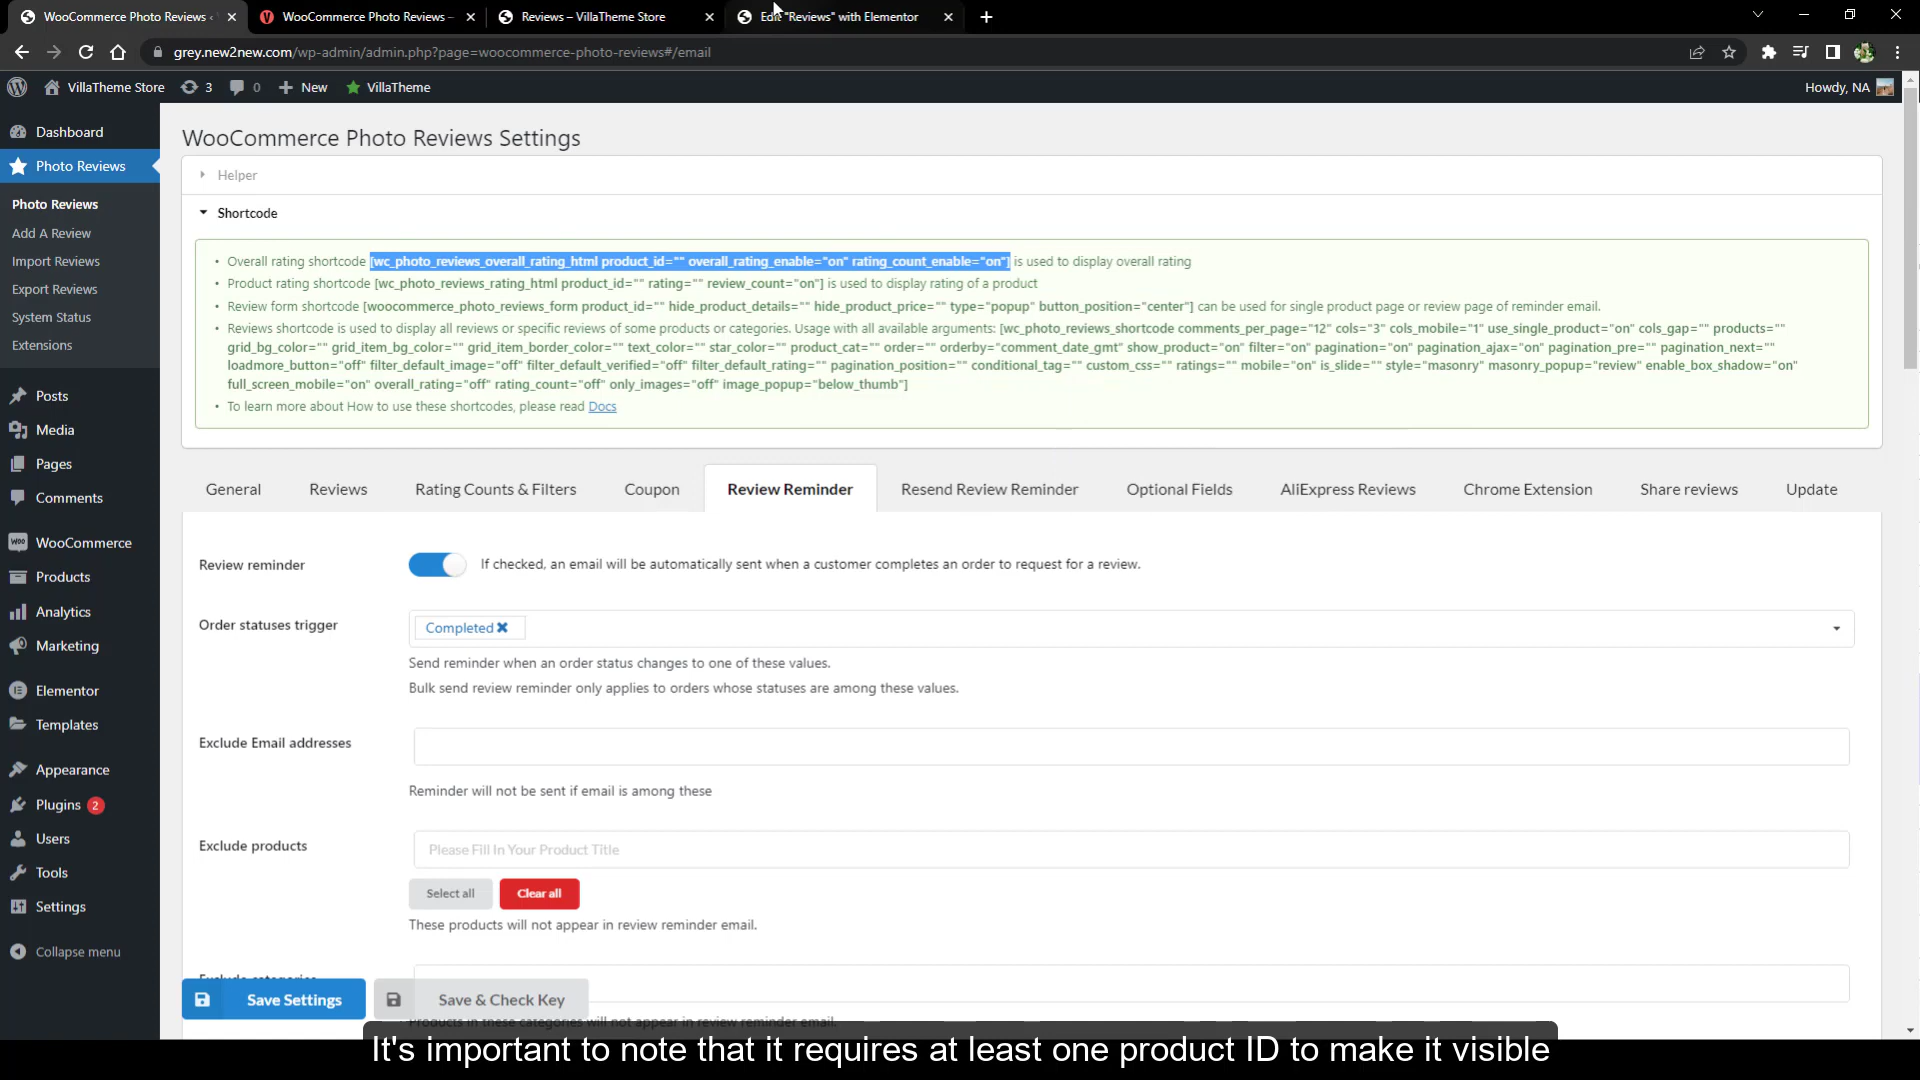 WooCommerce Photo Reviews ‹
WooCommerce Photo Reviews –
Reviews – VillaTheme Store
Edit "Reviews" with Elementor
grey.new2new.com/wp-admin/admin.php?page=woocommerce-photo-reviews#/email
VillaTheme Store 3 0 New VillaTheme
Howdy, NA
Dashboard
Photo Reviews
Photo Reviews
Add A Review
Import Reviews
Export Reviews
System Status
Extensions
Posts
Media
Pages
Comments
WooCommerce
Products
Analytics
Marketing
Elementor
Templates
Appearance
Plugins 2
Users
Tools
Settings
Collapse menu
WooCommerce Photo Reviews Settings
Helper
Shortcode
• Overall rating shortcode [wc_photo_reviews_overall_rating_html product_id="" overall_rating_enable="on" rating_count_enable="on"] is used to display overall rating
• Product rating shortcode [wc_photo_reviews_rating_html product_id="" rating="" review_count="on"] is used to display rating of a product
• Review form shortcode [woocommerce_photo_reviews_form product_id="" hide_product_details="" hide_product_price="" type="popup" button_position="center"] can be used for single product page or review page of reminder email.
• Reviews shortcode is used to display all reviews or specific reviews of some products or categories. Usage with all available arguments: [wc_photo_reviews_shortcode comments_per_page="12" cols="3" cols_mobile="1" use_single_product="on" cols_gap="" products=""
grid_bg_color="" grid_item_bg_color="" grid_item_border_color="" text_color="" star_color="" product_cat="" order="" orderby="comment_date_gmt" show_product="on" filter="on" pagination="on" pagination_ajax="on" pagination_pre="" pagination_next=""
loadmore_button="off" filter_default_image="off" filter_default_verified="off" filter_default_rating="" pagination_position="" conditional_tag="" custom_css="" ratings="" mobile="on" is_slide="" style="masonry" masonry_popup="review" enable_box_shadow="on"
full_screen_mobile="on" overall_rating="off" rating_count="off" only_images="off" image_popup="below_thumb"]
• To learn more about How to use these shortcodes, please read Docs
General Reviews Rating Counts & Filters Coupon Review Reminder Resend Review Reminder Optional Fields AliExpress Reviews Chrome Extension Share reviews Update
Review reminder
If checked, an email will be automatically sent when a customer completes an order to request for a review.
Order statuses trigger
Completed
Send reminder when an order status changes to one of these values.
Bulk send review reminder only applies to orders whose statuses are among these values.
Exclude Email addresses
Reminder will not be sent if email is among these
Exclude products
Please Fill In Your Product Title
Select all Clear all
These products will not appear in review reminder email.
Exclude categories
Save Settings Save & Check Key
Products in these categories will not appear in review reminder email.
It's important to note that it requires at least one product ID to make it visible